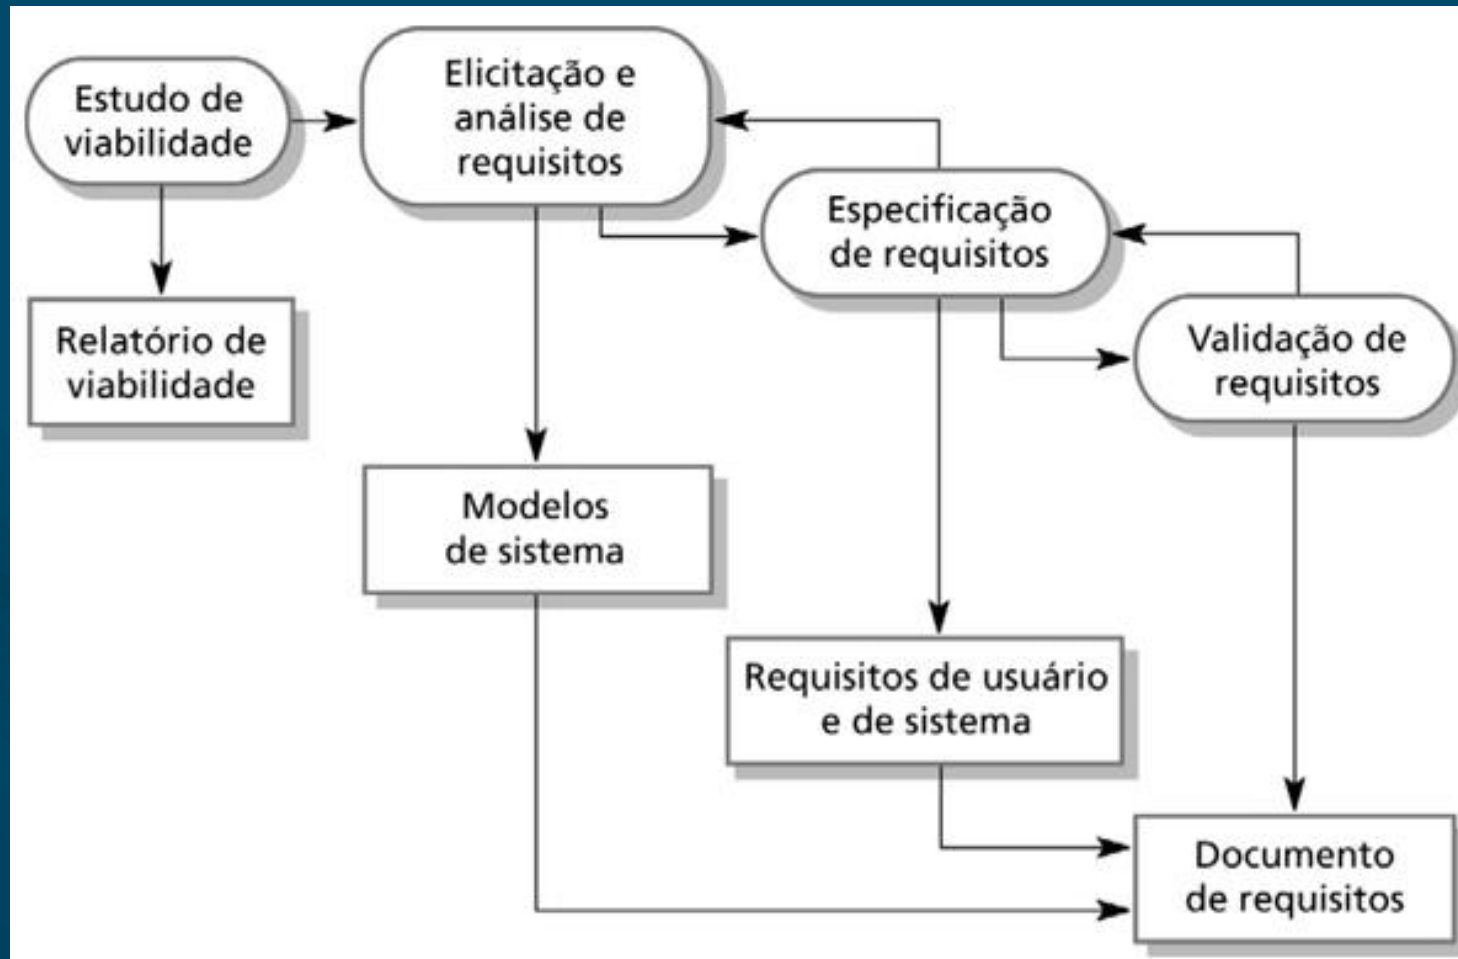 Estudo de
viabilidade
Elicitação e
análise de
requisitos
Especificação
de requisitos
Validação de
requisitos
Relatório de
viabilidade
Modelos
de sistema
Requisitos de usuário
e de sistema
Documento
de requisitos